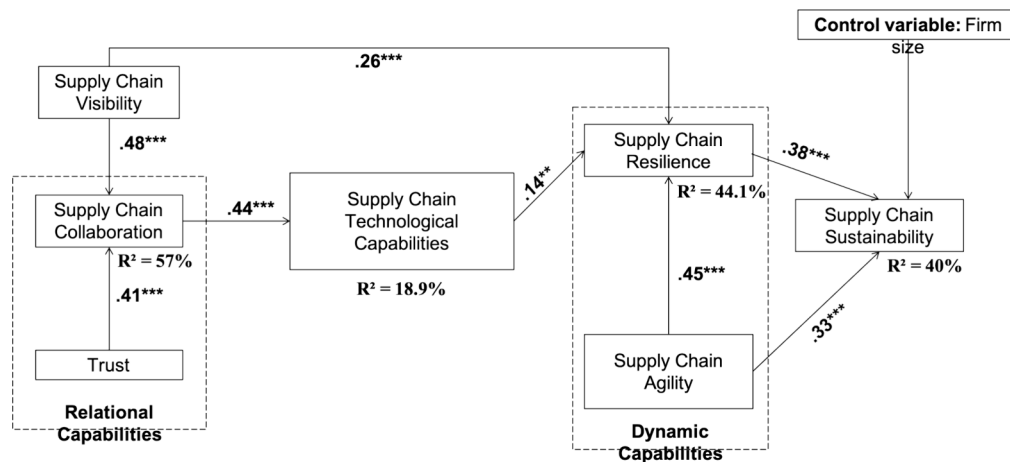 Control variable: Firm
size
.26***
Supply Chain
Visibility
.48***
Supply Chain
Resilience
.38***
R² = 44.1%
.14**
Supply Chain
Technological
Capabilities
R² = 18.9%
.44***
Supply Chain
Collaboration
R² = 57%
Supply Chain
Sustainability
R² = 40%
.41***
.45***
.33***
Trust
Supply Chain
Agility
Relational
Capabilities
Dynamic
Capabilities